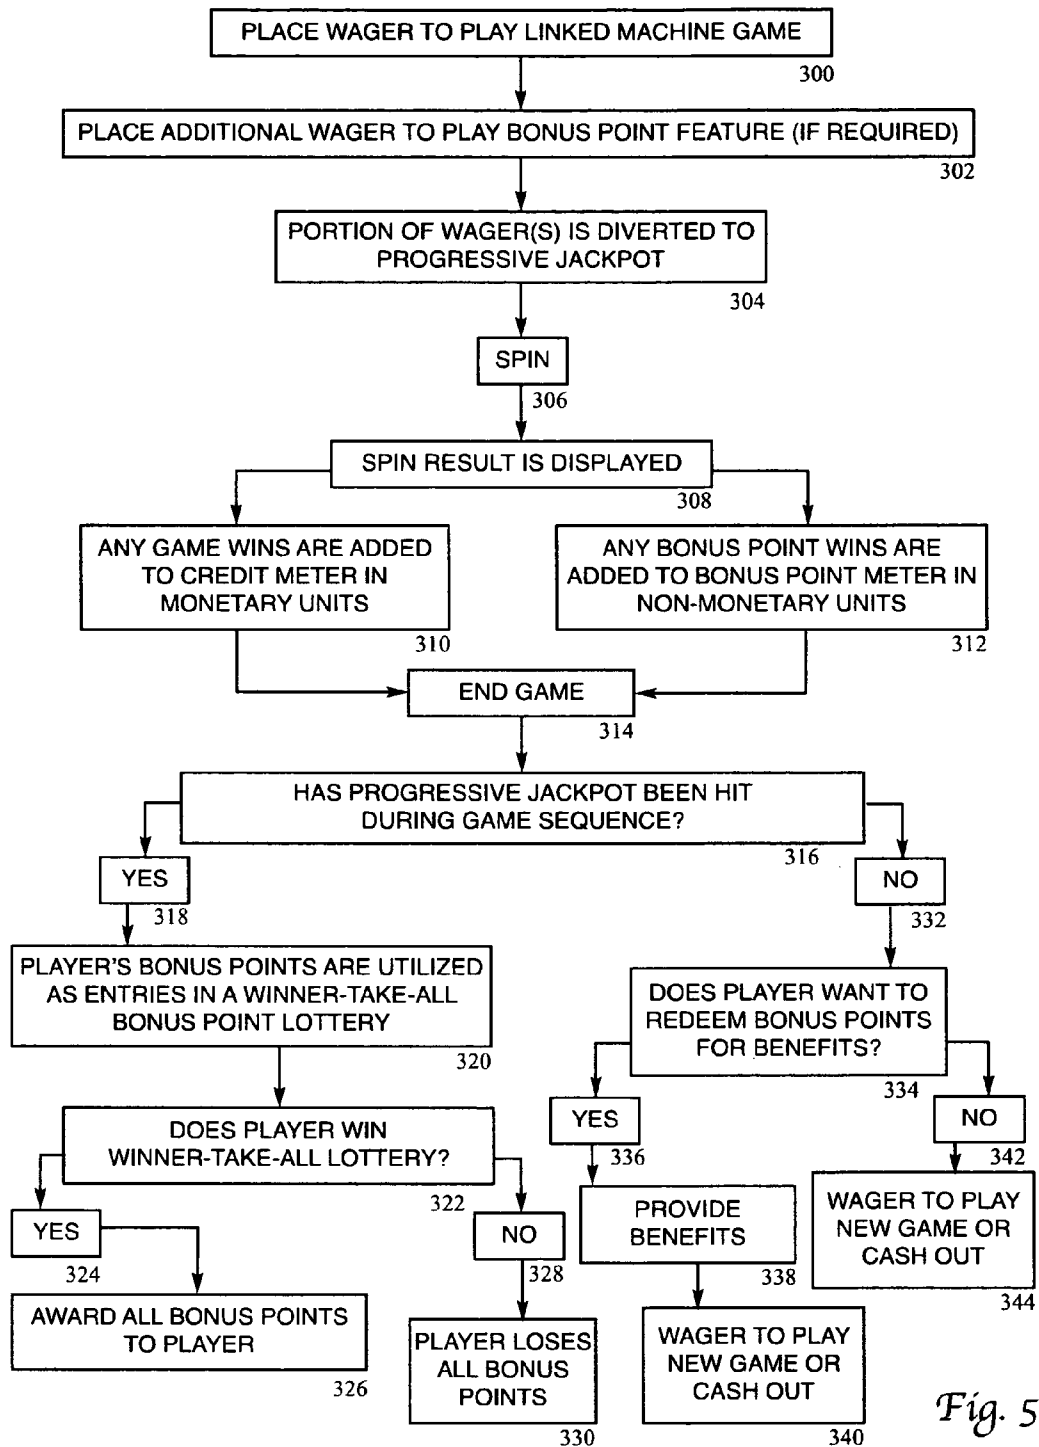 PLACE WAGER TO PLAY LINKED MACHINE GAME
300
PLACE ADDITIONAL WAGER TO PLAY BONUS POINT FEATURE (IF REQUIRED)
302
PORTION OF WAGER(S) IS DIVERTED TO
PROGRESSIVE JACKPOT
304
SPIN
306
SPIN RESULT IS DISPLAYED
308
ANY GAME WINS ARE ADDED
TO CREDIT METER IN
MONETARY UNITS
310
ANY BONUS POINT WINS ARE
ADDED TO BONUS POINT METER IN
NON-MONETARY UNITS
312
END GAME
314
HAS PROGRESSIVE JACKPOT BEEN HIT
DURING GAME SEQUENCE?
316
YES
318
NO
332
PLAYER'S BONUS POINTS ARE UTILIZED
AS ENTRIES IN A WINNER-TAKE-ALL
BONUS POINT LOTTERY
320
DOES PLAYER WANT TO
REDEEM BONUS POINTS
FOR BENEFITS?
334
DOES PLAYER WIN
WINNER-TAKE-ALL LOTTERY?
322
YES
336
NO
342
YES
324
NO
328
PROVIDE
BENEFITS
338
WAGER TO PLAY
NEW GAME OR
CASH OUT
344
AWARD ALL BONUS POINTS
TO PLAYER
326
PLAYER LOSES
ALL BONUS
POINTS
330
WAGER TO PLAY
NEW GAME OR
CASH OUT
340
Fig. 5